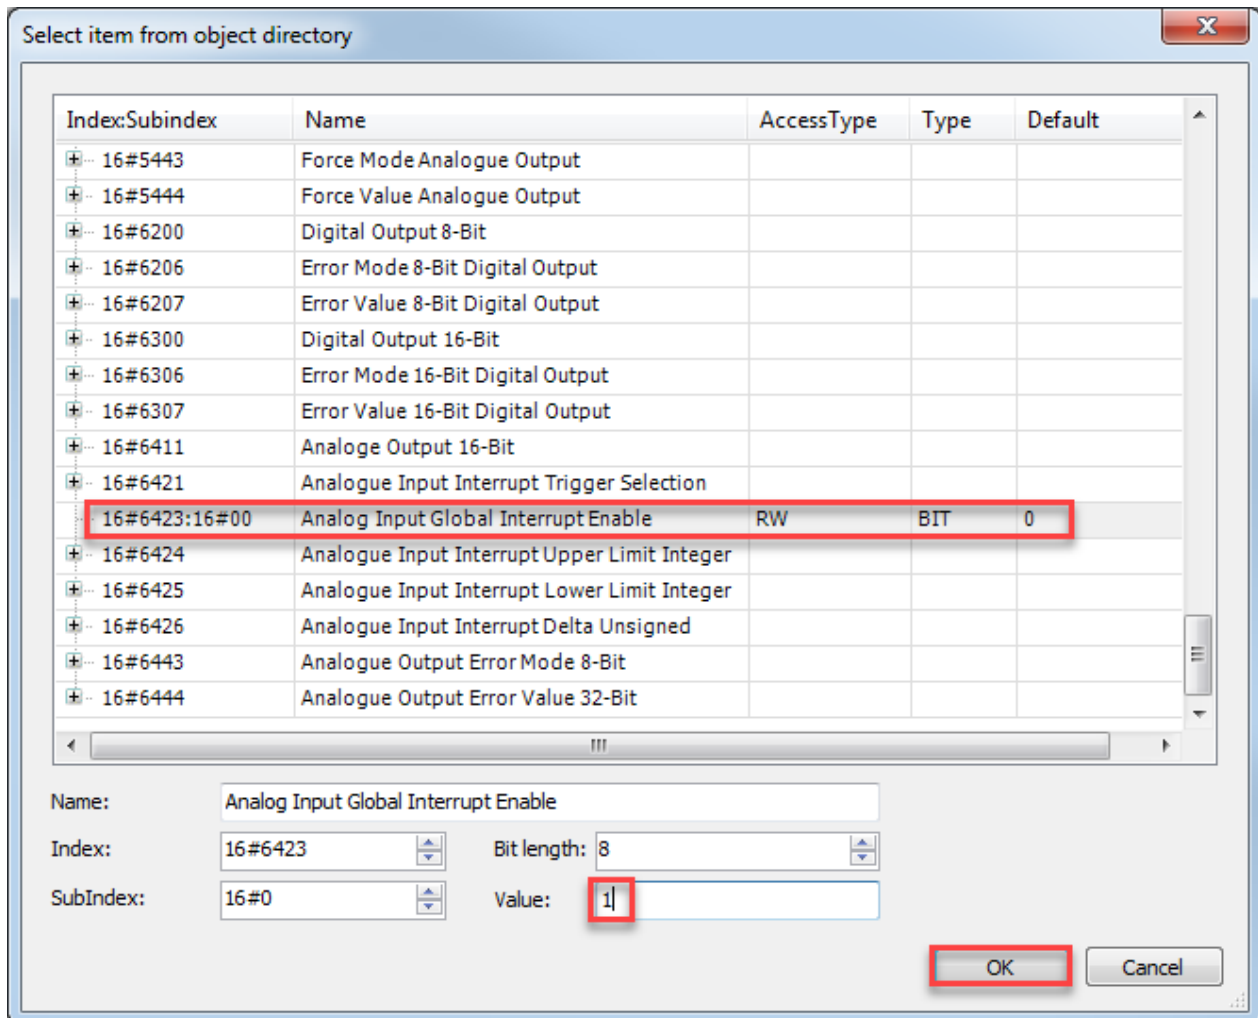 Select item from object directory
Index:Subindex Name AccessType Type Default
16#5443 Force Mode Analogue Output
16#5444 Force Value Analogue Output
16#6200 Digital Output 8-Bit
16#6206 Error Mode 8-Bit Digital Output
16#6207 Error Value 8-Bit Digital Output
16#6300 Digital Output 16-Bit
16#6306 Error Mode 16-Bit Digital Output
16#6307 Error Value 16-Bit Digital Output
16#6411 Analoge Output 16-Bit
16#6421 Analogue Input Interrupt Trigger Selection
16#6423:16#00 Analog Input Global Interrupt Enable RW BIT 0
16#6424 Analogue Input Interrupt Upper Limit Integer
16#6425 Analogue Input Interrupt Lower Limit Integer
16#6426 Analogue Input Interrupt Delta Unsigned
16#6443 Analogue Output Error Mode 8-Bit
16#6444 Analogue Output Error Value 32-Bit
Name: Analog Input Global Interrupt Enable
Index: 16#6423 Bit length: 8
SubIndex: 16#0 Value: 1
OK Cancel